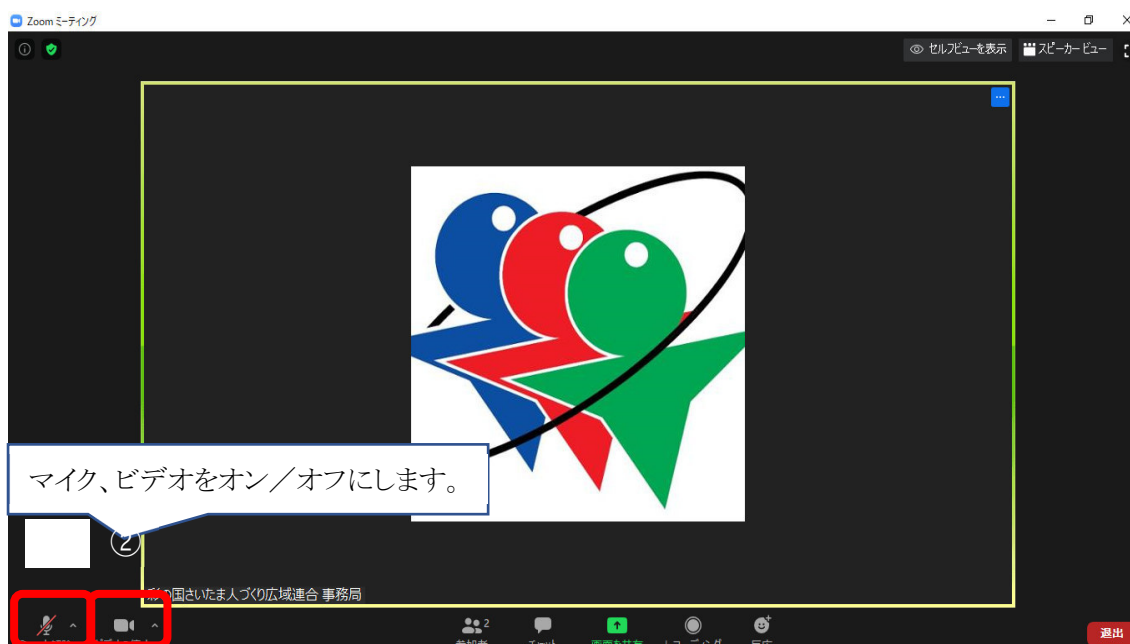 Zoom ミーティング
セルフビューを表示
スピーカー ビュー
マイク、ビデオをオン／オフにします。
②
の国さいたま人づくり広域連合 事務局
2
退出